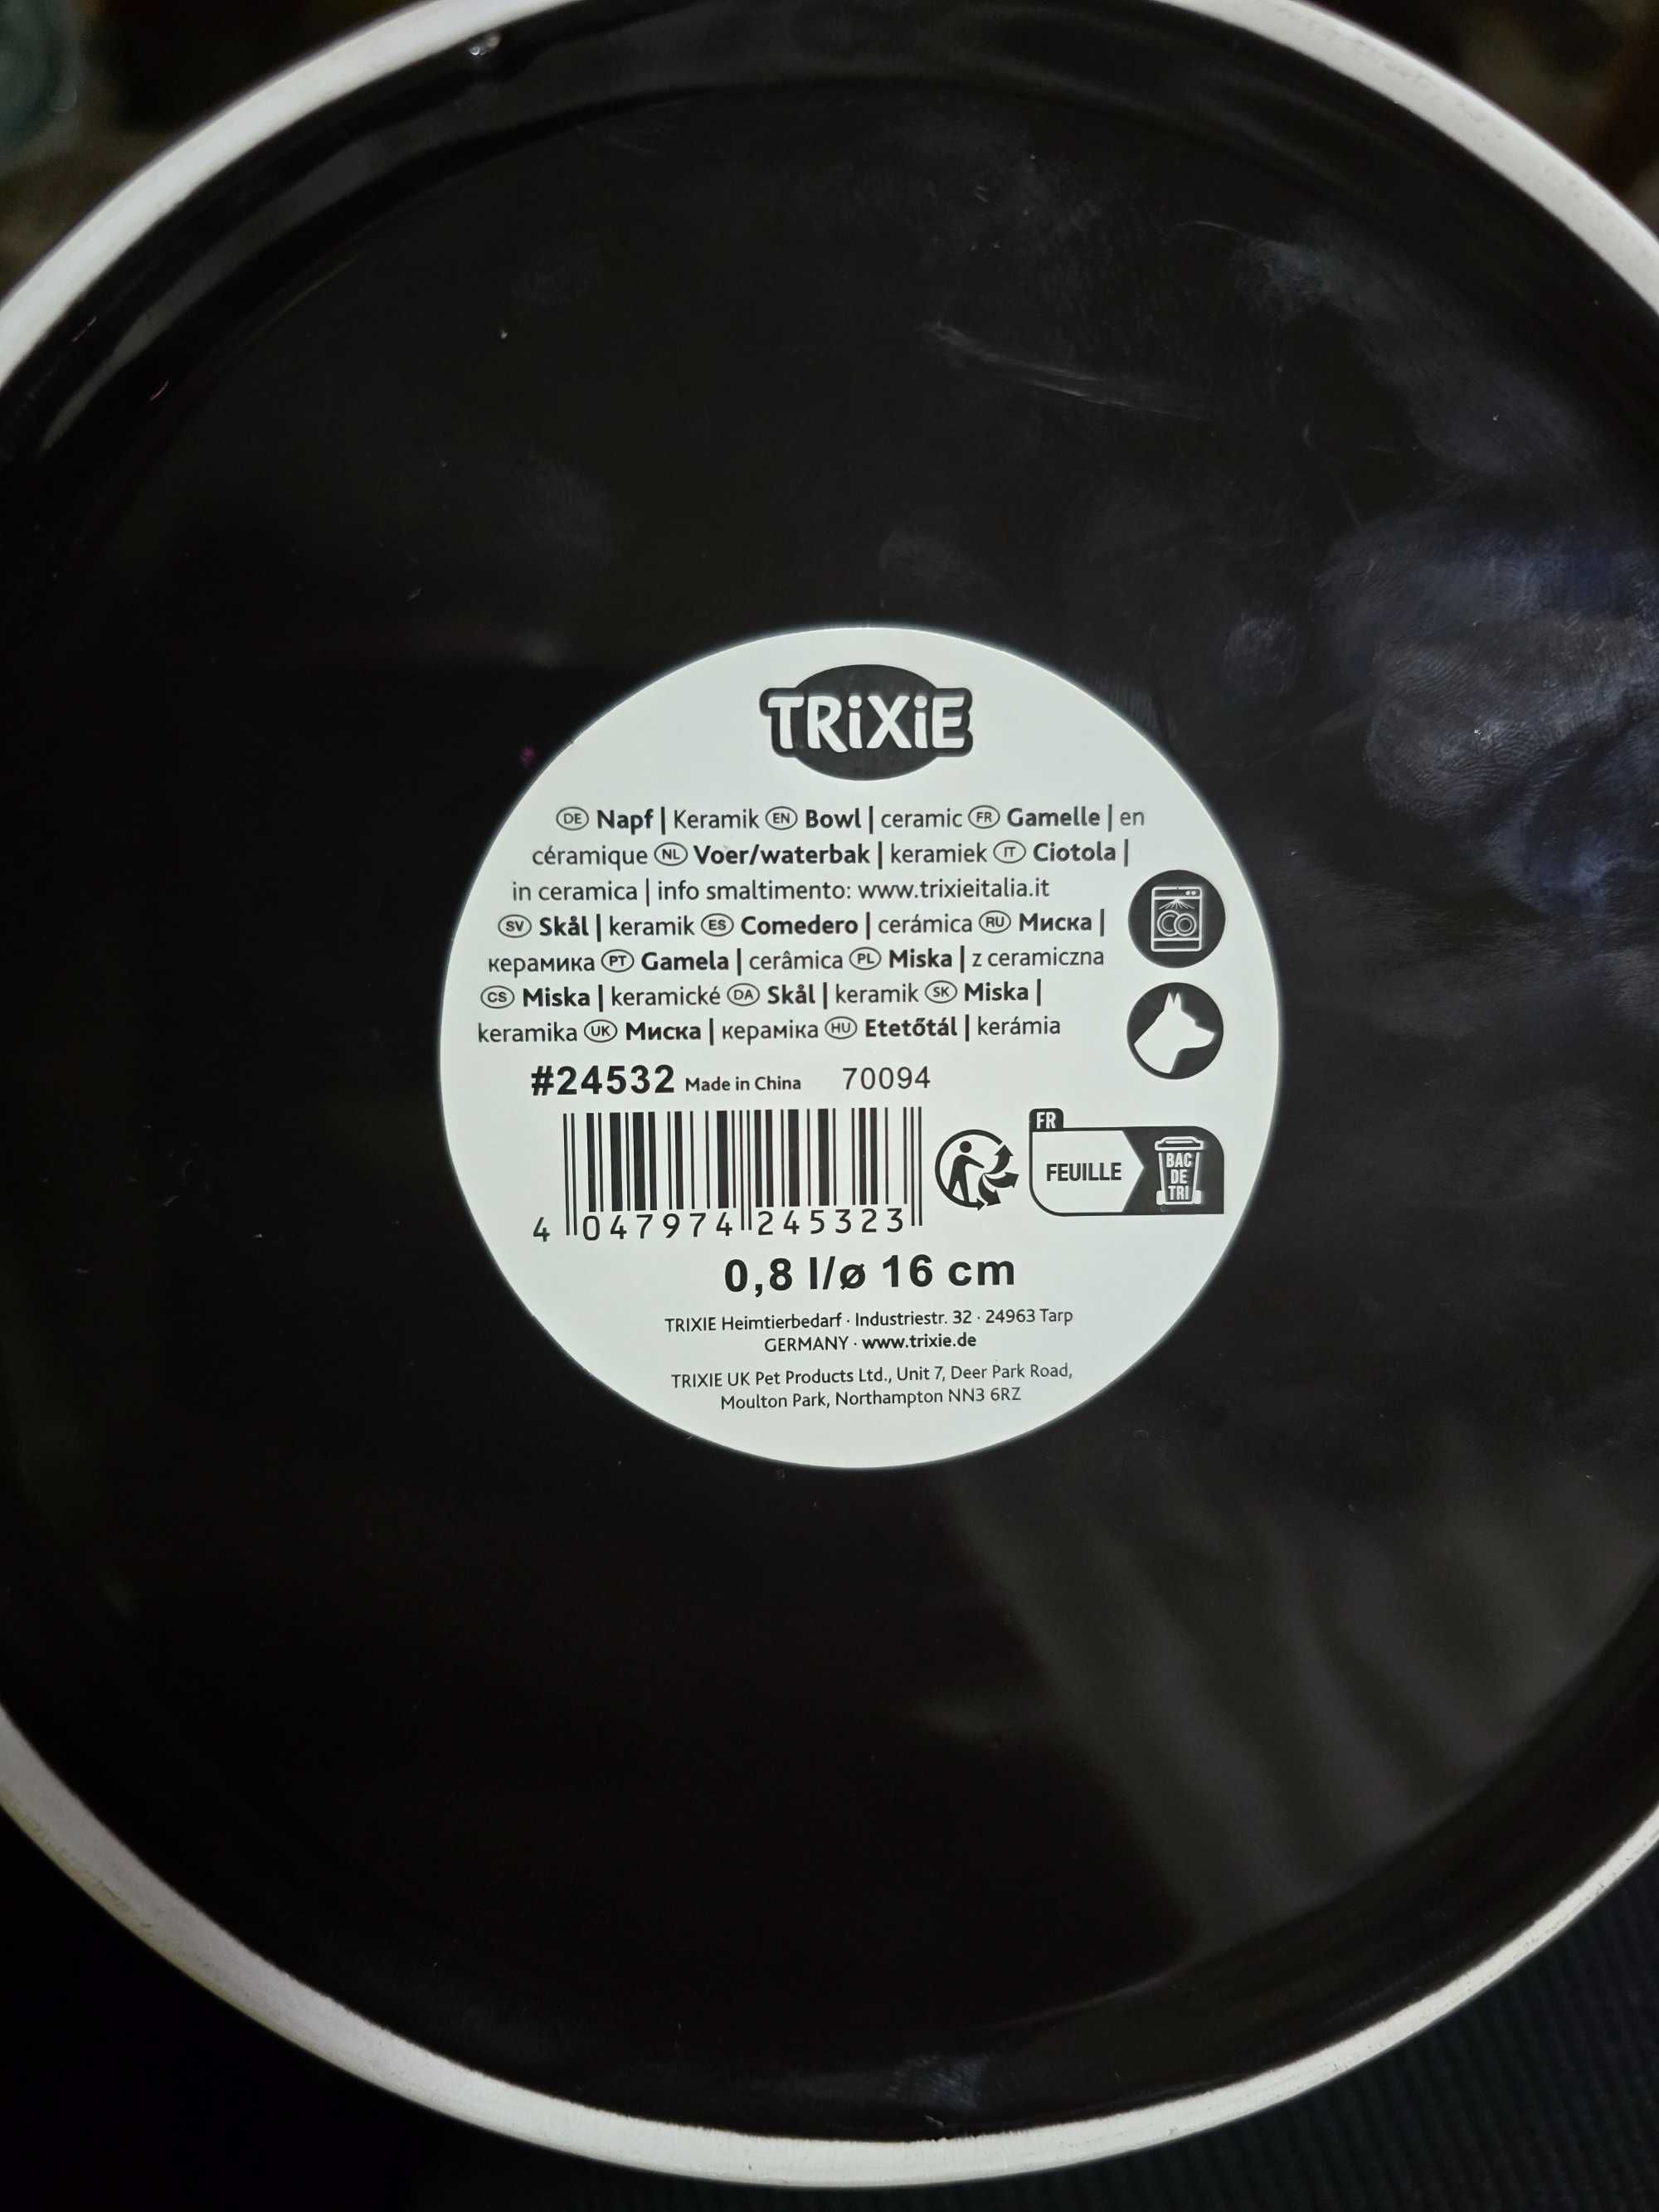 TRiXiE
DE Napf | Keramik EN Bowl | ceramic FR Gamelle | en
céramique NL Voer/waterbak | keramiek IT Ciotola |
in ceramica | info smaltimento: www.trixieitalia.it
SV Skål | keramik ES Comedero | cerámica RU Миска |
керамика PT Gamela | cerâmica PL Miska | z ceramiczna
CS Miska | keramické DA Skål | keramik SK Miska |
keramika UK Миска | кераміка HU Etetőtál | kerámia
#24532 Made in China 70094
FR
FEUILLE
BAC
DE
TRI
4 047974 245323
0,8 l/ø 16 cm
TRIXIE Heimtierbedarf · Industriestr. 32 · 24963 Tarp
GERMANY · www.trixie.de
TRIXIE UK Pet Products Ltd., Unit 7, Deer Park Road,
Moulton Park, Northampton NN3 6RZ